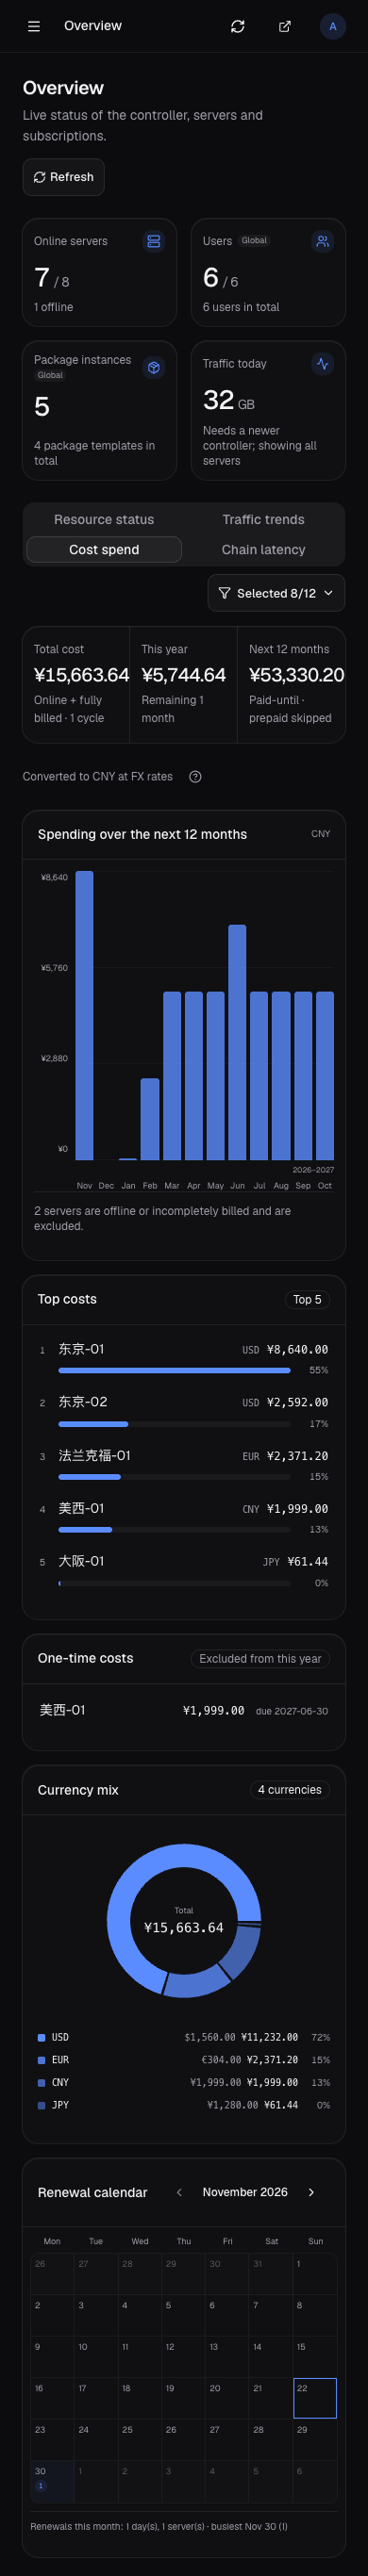 Overview
A
Overview
Live status of the controller, servers and
subscriptions.
Refresh
Online servers
7 / 8
1 offline
Users Global
6 / 6
6 users in total
Package instances
Global
5
4 package templates in
total
Traffic today
32 GB
Needs a newer
controller; showing all
servers
Resource status
Traffic trends
Cost spend
Chain latency
Selected 8/12
Total cost
¥15,663.64
Online + fully
billed · 1 cycle
This year
¥5,744.64
Remaining 1
month
Next 12 months
¥53,330.20
Paid-until ·
prepaid skipped
Converted to CNY at FX rates
Spending over the next 12 months
CNY
¥8,640
¥5,760
¥2,880
¥0
2026–2027
Nov Dec Jan Feb Mar Apr May Jun Jul Aug Sep Oct
2 servers are offline or incompletely billed and are
excluded.
Top costs
Top 5
1 东京-01 USD ¥8,640.00
55%
2 东京-02 USD ¥2,592.00
17%
3 法兰克福-01 EUR ¥2,371.20
15%
4 美西-01 CNY ¥1,999.00
13%
5 大阪-01 JPY ¥61.44
0%
One-time costs
Excluded from this year
美西-01 ¥1,999.00 due 2027-06-30
Currency mix
4 currencies
Total
¥15,663.64
USD $1,560.00 ¥11,232.00 72%
EUR €304.00 ¥2,371.20 15%
CNY ¥1,999.00 ¥1,999.00 13%
JPY ¥1,280.00 ¥61.44 0%
Renewal calendar
November 2026
Mon Tue Wed Thu Fri Sat Sun
26 27 28 29 30 31 1
2 3 4 5 6 7 8
9 10 11 12 13 14 15
16 17 18 19 20 21 22
23 24 25 26 27 28 29
30 1 2 3 4 5 6
1
Renewals this month: 1 day(s), 1 server(s) · busiest Nov 30 (1)